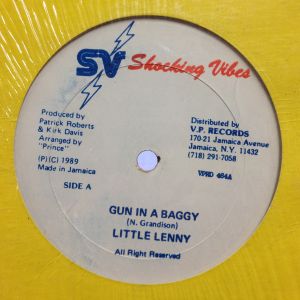 SV Shocking Vibes
Produced by
Patrick Roberts
& Kirk Davis
Arranged by
"Prince"
(P)(C) 1989
Made in Jamaica
SIDE A
Distributed by
V.P. RECORDS
170-21 Jamaica Avenue
Jamaica, N.Y. 11432
(718) 291-7058
VPRD 464A
GUN IN A BAGGY
(N. Grandison)
LITTLE LENNY
All Right Reserved